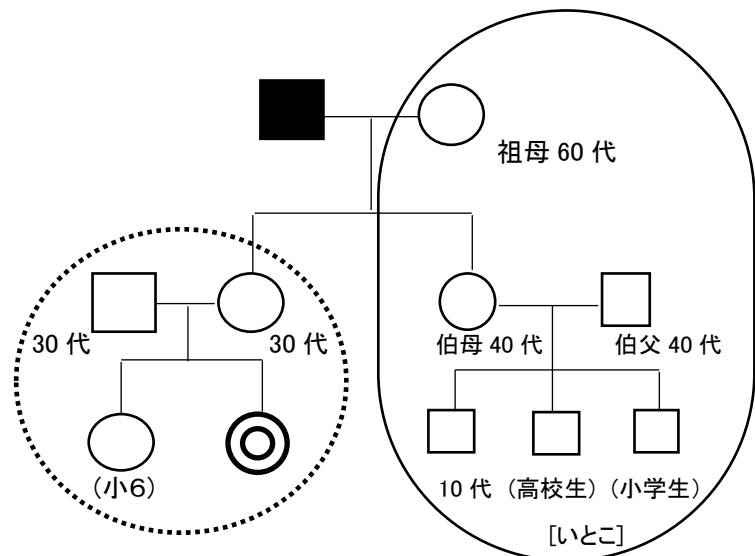 祖母 60 代
30 代
30 代
伯母 40 代
伯父 40 代
(小6)
10 代 (高校生) (小学生)
[いとこ]